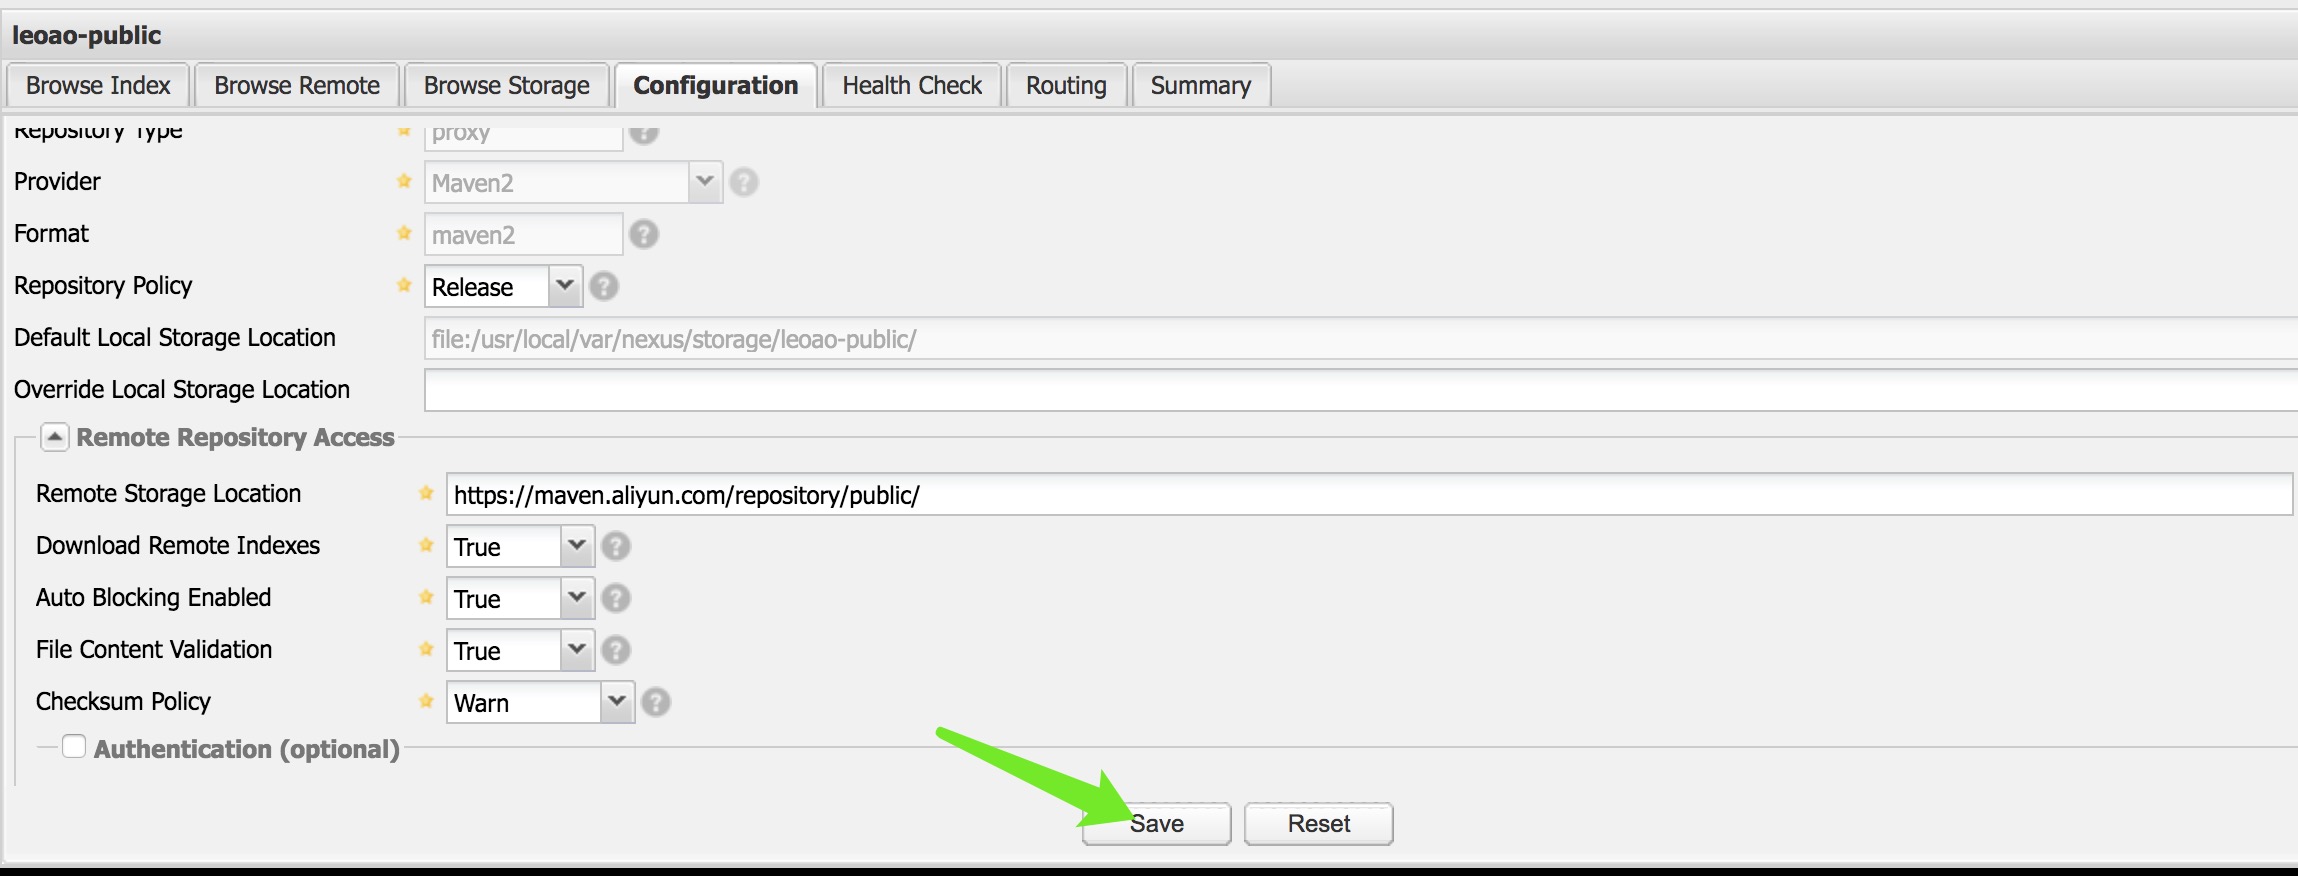 leoao-public
Browse Index Browse Remote Browse Storage Configuration Health Check Routing Summary
Repository Type proxy
Provider Maven2
Format maven2
Repository Policy Release
Default Local Storage Location file:/usr/local/var/nexus/storage/leoao-public/
Override Local Storage Location
Remote Repository Access
Remote Storage Location https://maven.aliyun.com/repository/public/
Download Remote Indexes True
Auto Blocking Enabled True
File Content Validation True
Checksum Policy Warn
Authentication (optional)
Save Reset